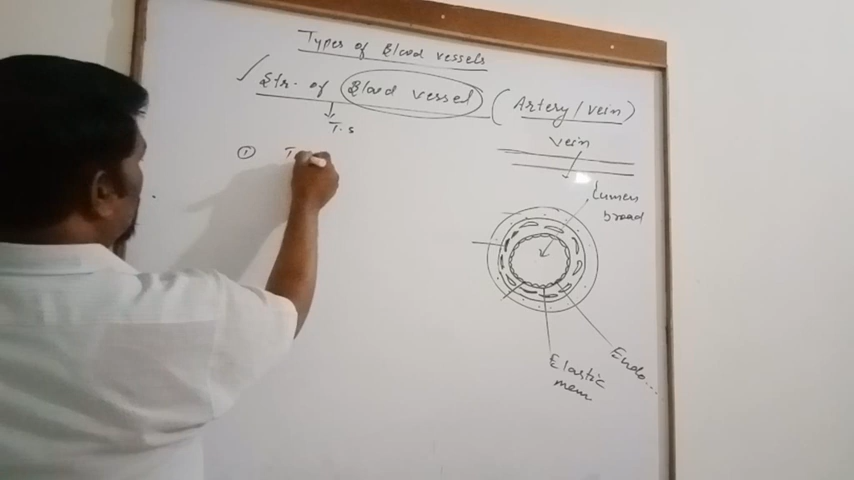 Types of Blood vessels
✓ Str. of Blood vessel (Artery/vein)
↓
T.s
vein
① T
Lumen
broad
Elastic
mem
Endo....